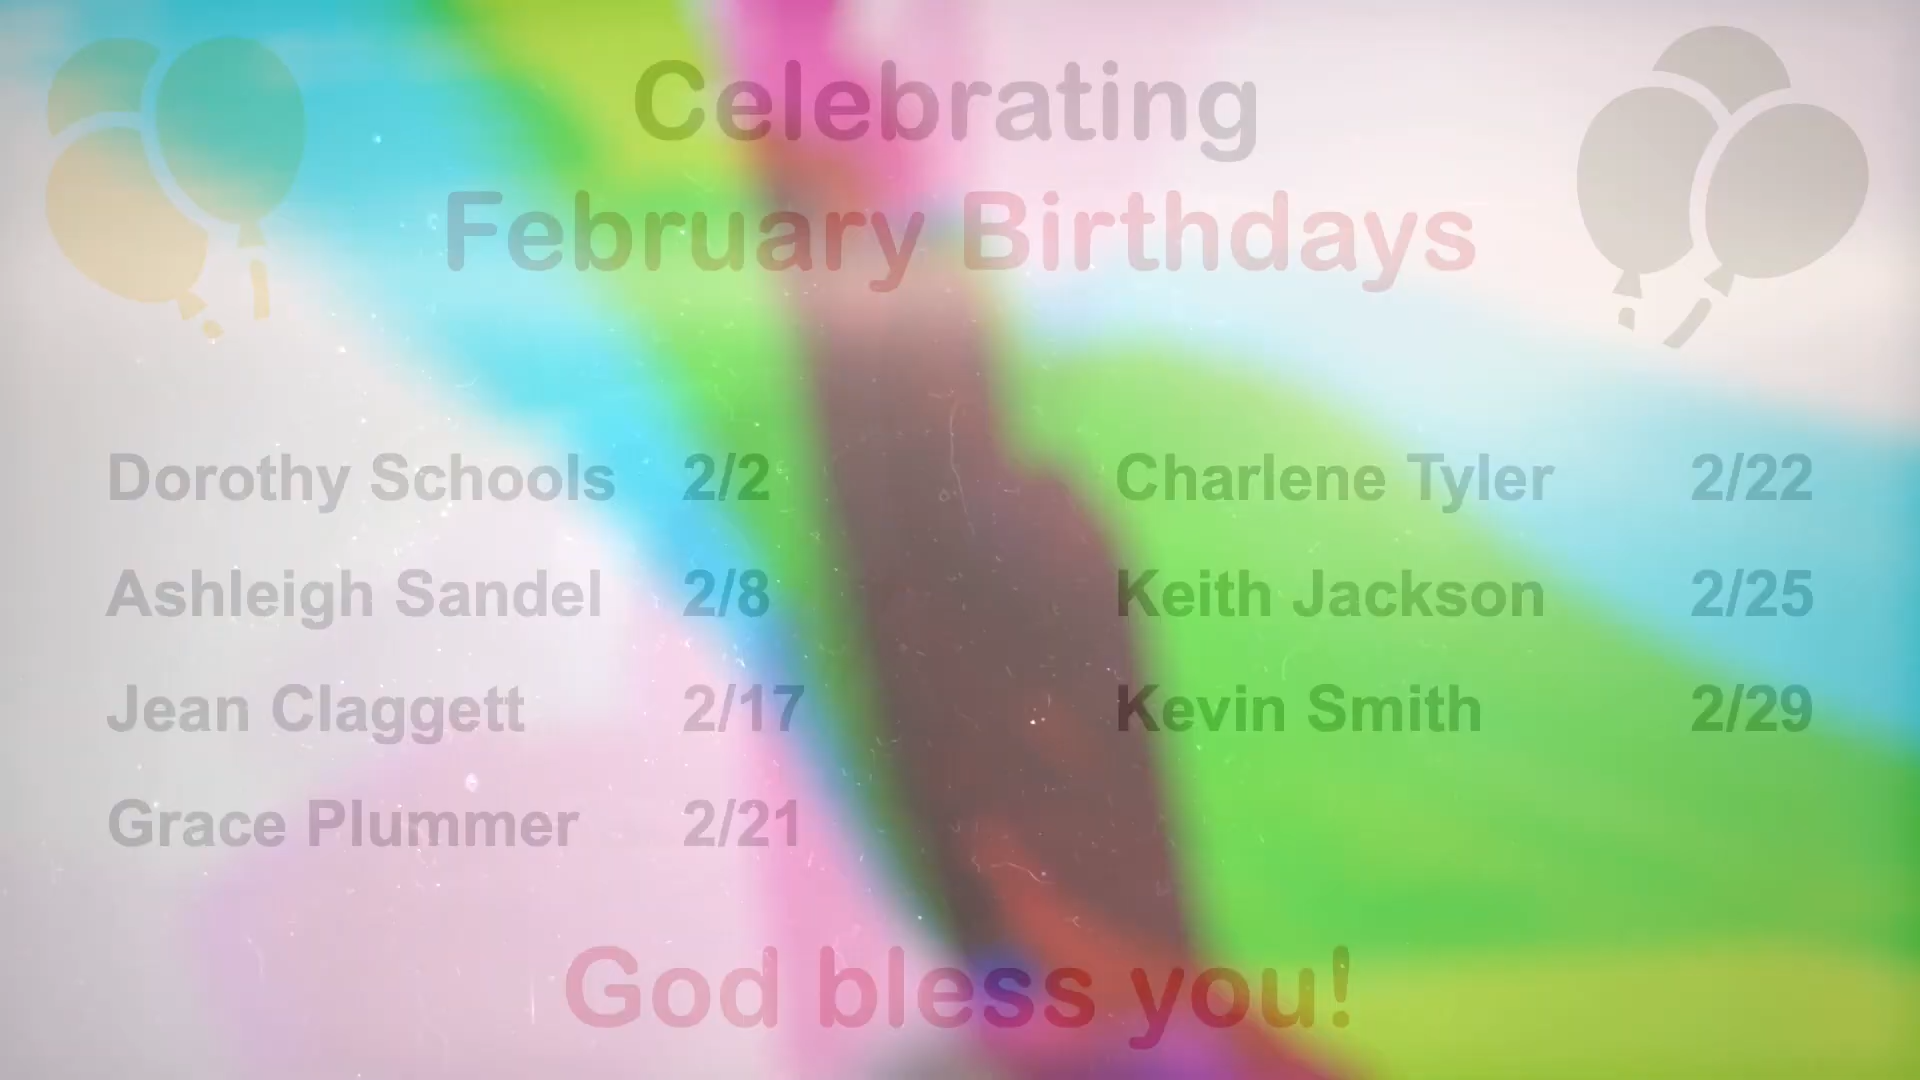 Celebrating
February Birthdays
Dorothy Schools 2/2
Ashleigh Sandel 2/8
Jean Claggett 2/17
Grace Plummer 2/21
Charlene Tyler 2/22
Keith Jackson 2/25
Kevin Smith 2/29
God bless you!